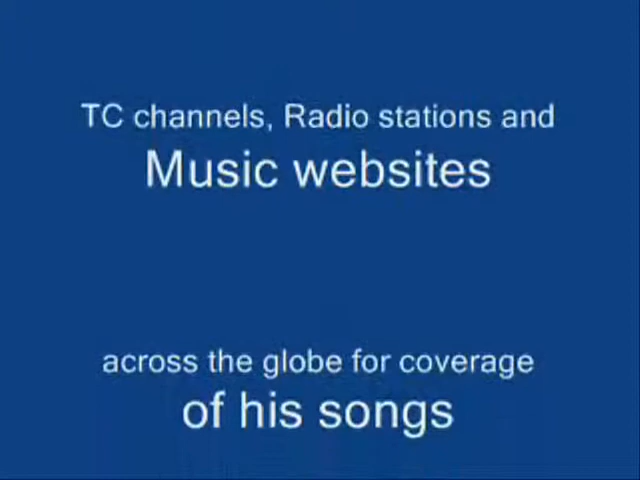 TC channels, Radio stations and
Music websites
across the globe for coverage
of his songs